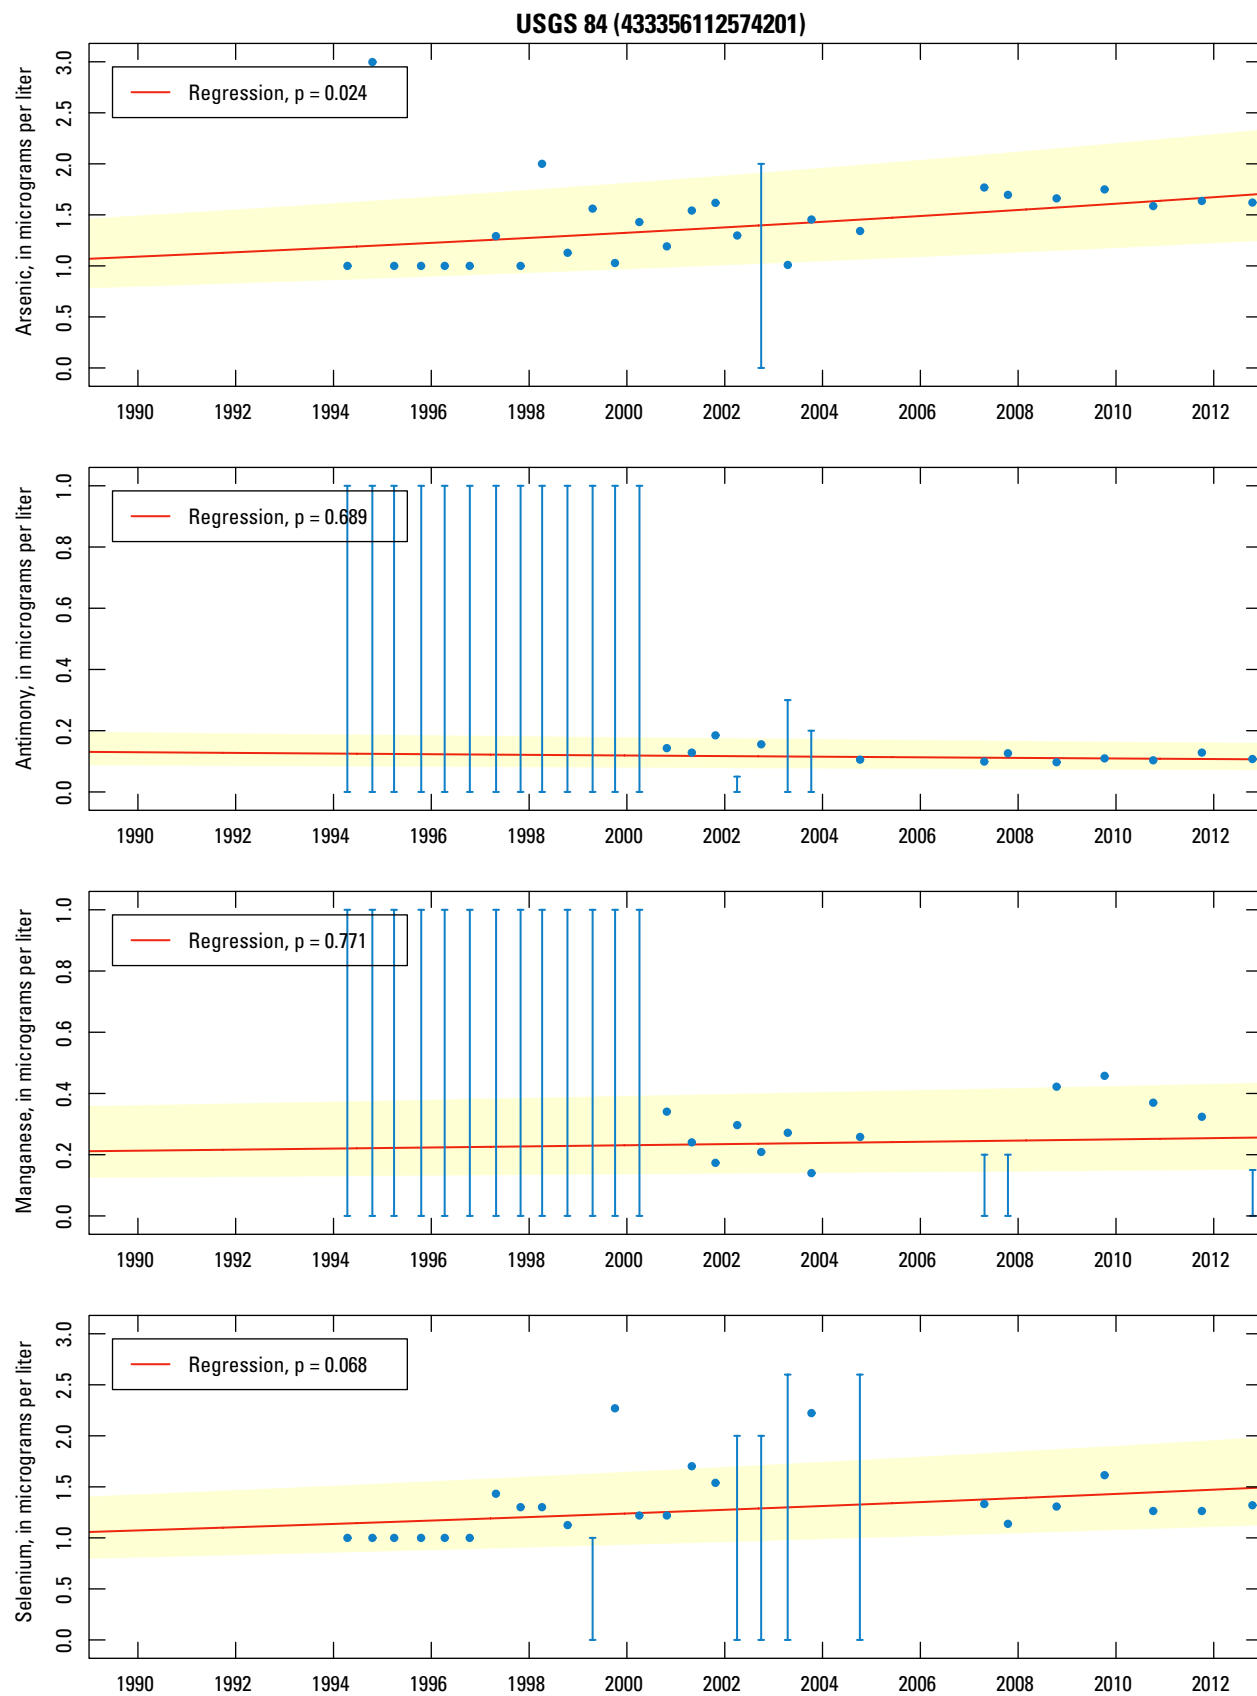 USGS 84 (433356112574201)
Arsenic, in micrograms per liter
3.0
2.5
2.0
1.5
1.0
0.5
0.0
Regression, p = 0.024
1990 1992 1994 1996 1998 2000 2002 2004 2006 2008 2010 2012
Antimony, in micrograms per liter
1.0
0.8
0.6
0.4
0.2
0.0
Regression, p = 0.689
1990 1992 1994 1996 1998 2000 2002 2004 2006 2008 2010 2012
Manganese, in micrograms per liter
1.0
0.8
0.6
0.4
0.2
0.0
Regression, p = 0.771
1990 1992 1994 1996 1998 2000 2002 2004 2006 2008 2010 2012
Selenium, in micrograms per liter
3.0
2.5
2.0
1.5
1.0
0.5
0.0
Regression, p = 0.068
1990 1992 1994 1996 1998 2000 2002 2004 2006 2008 2010 2012